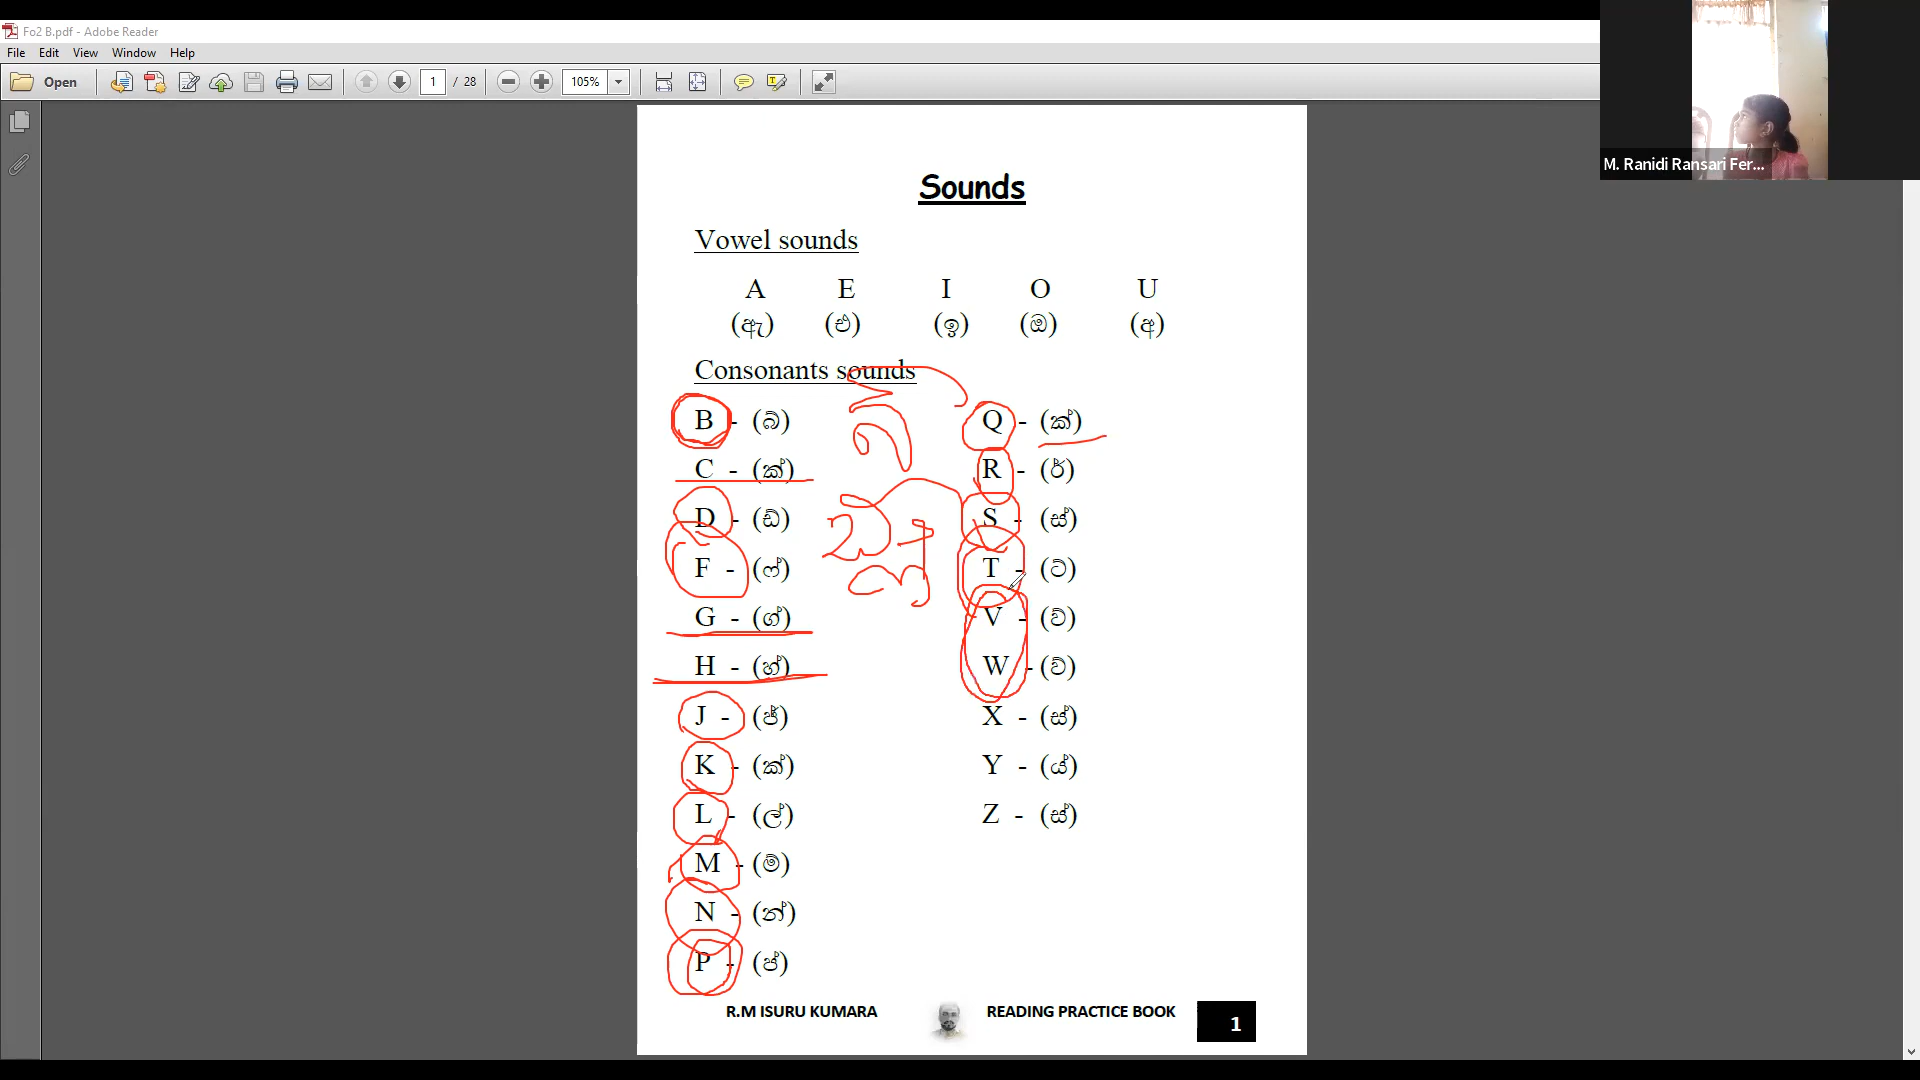 Fo2 B.pdf - Adobe Reader
File Edit View Window Help
Open 1 / 28 105%
M. Ranidi Ransari Fer...
Sounds
Vowel sounds
A E I O U
(ඇ) (එ) (ඉ) (ඔ) (අ)
Consonants sounds
B - (බ්)
C - (ක්)
D - (ඩ්)
F - (ෆ්)
G - (ග්)
H - (හ්)
J - (ජ්)
K - (ක්)
L - (ල්)
M - (ම්)
N - (න්)
P - (ප්)
Q - (ක්)
R - (ර්)
S - (ස්)
T - (ට්)
V - (ව්)
W - (ව්)
X - (ස්)
Y - (ය්)
Z - (ස්)
R.M ISURU KUMARA READING PRACTICE BOOK 1